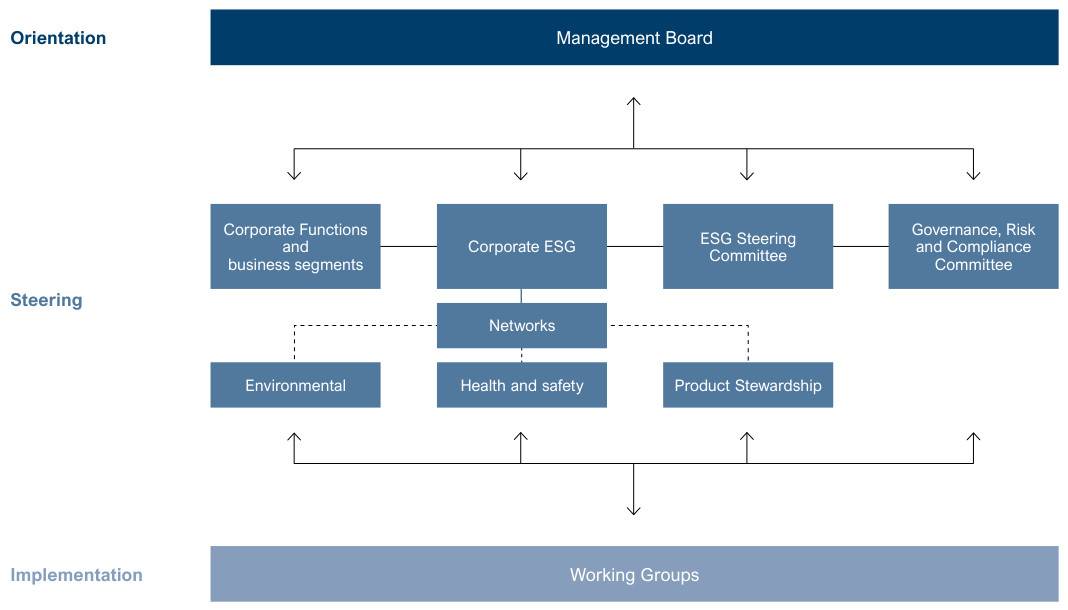 Orientation
Management Board
Corporate Functions
and
business segments
Corporate ESG
ESG Steering
Committee
Governance, Risk
and Compliance
Committee
Steering
Networks
Environmental
Health and safety
Product Stewardship
Implementation
Working Groups